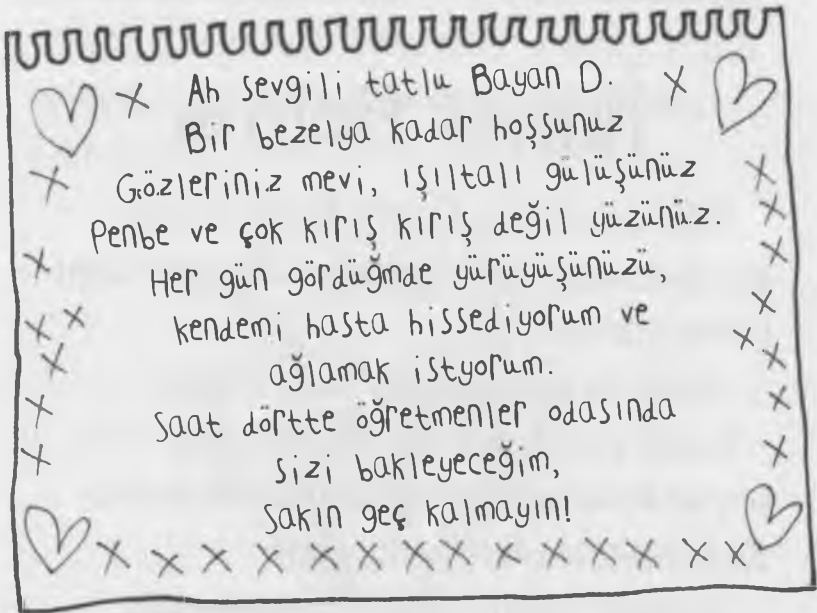 Ah sevgili tatlu Bayan D.
Bir bezelya kadar hoşsunuz
Gözleriniz mevi, ışıltalı gülüşünüz
Penbe ve çok kırış kırış değil yüzünüz.
Her gün gördüğmde yürüyüşünüzü,
kendemi hasta hissediyorum ve
ağlamak istyorum.
Saat dörtte öğretmenler odasında
sizi bakleyeceğim,
Sakın geç kalmayın!